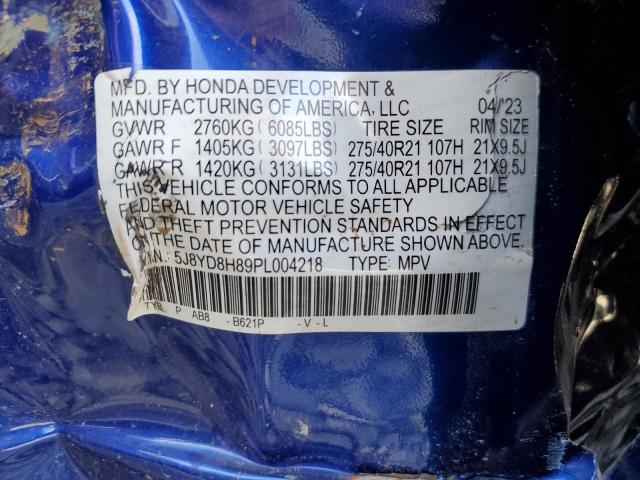 MFD. BY HONDA DEVELOPMENT &
MANUFACTURING OF AMERICA, LLC 04/'23
GVWR 2760KG ( 6085LBS) TIRE SIZE RIM SIZE
GAWR F 1405KG ( 3097LBS) 275/40R21 107H 21X9.5J
GAWR R 1420KG ( 3131LBS) 275/40R21 107H 21X9.5J
THIS VEHICLE CONFORMS TO ALL APPLICABLE
FEDERAL MOTOR VEHICLE SAFETY
AND THEFT PREVENTION STANDARDS IN EFFECT
ON THE DATE OF MANUFACTURE SHOWN ABOVE.
5J8YD8H89PL004218 TYPE: MPV
P AB8 - B621P - V - L